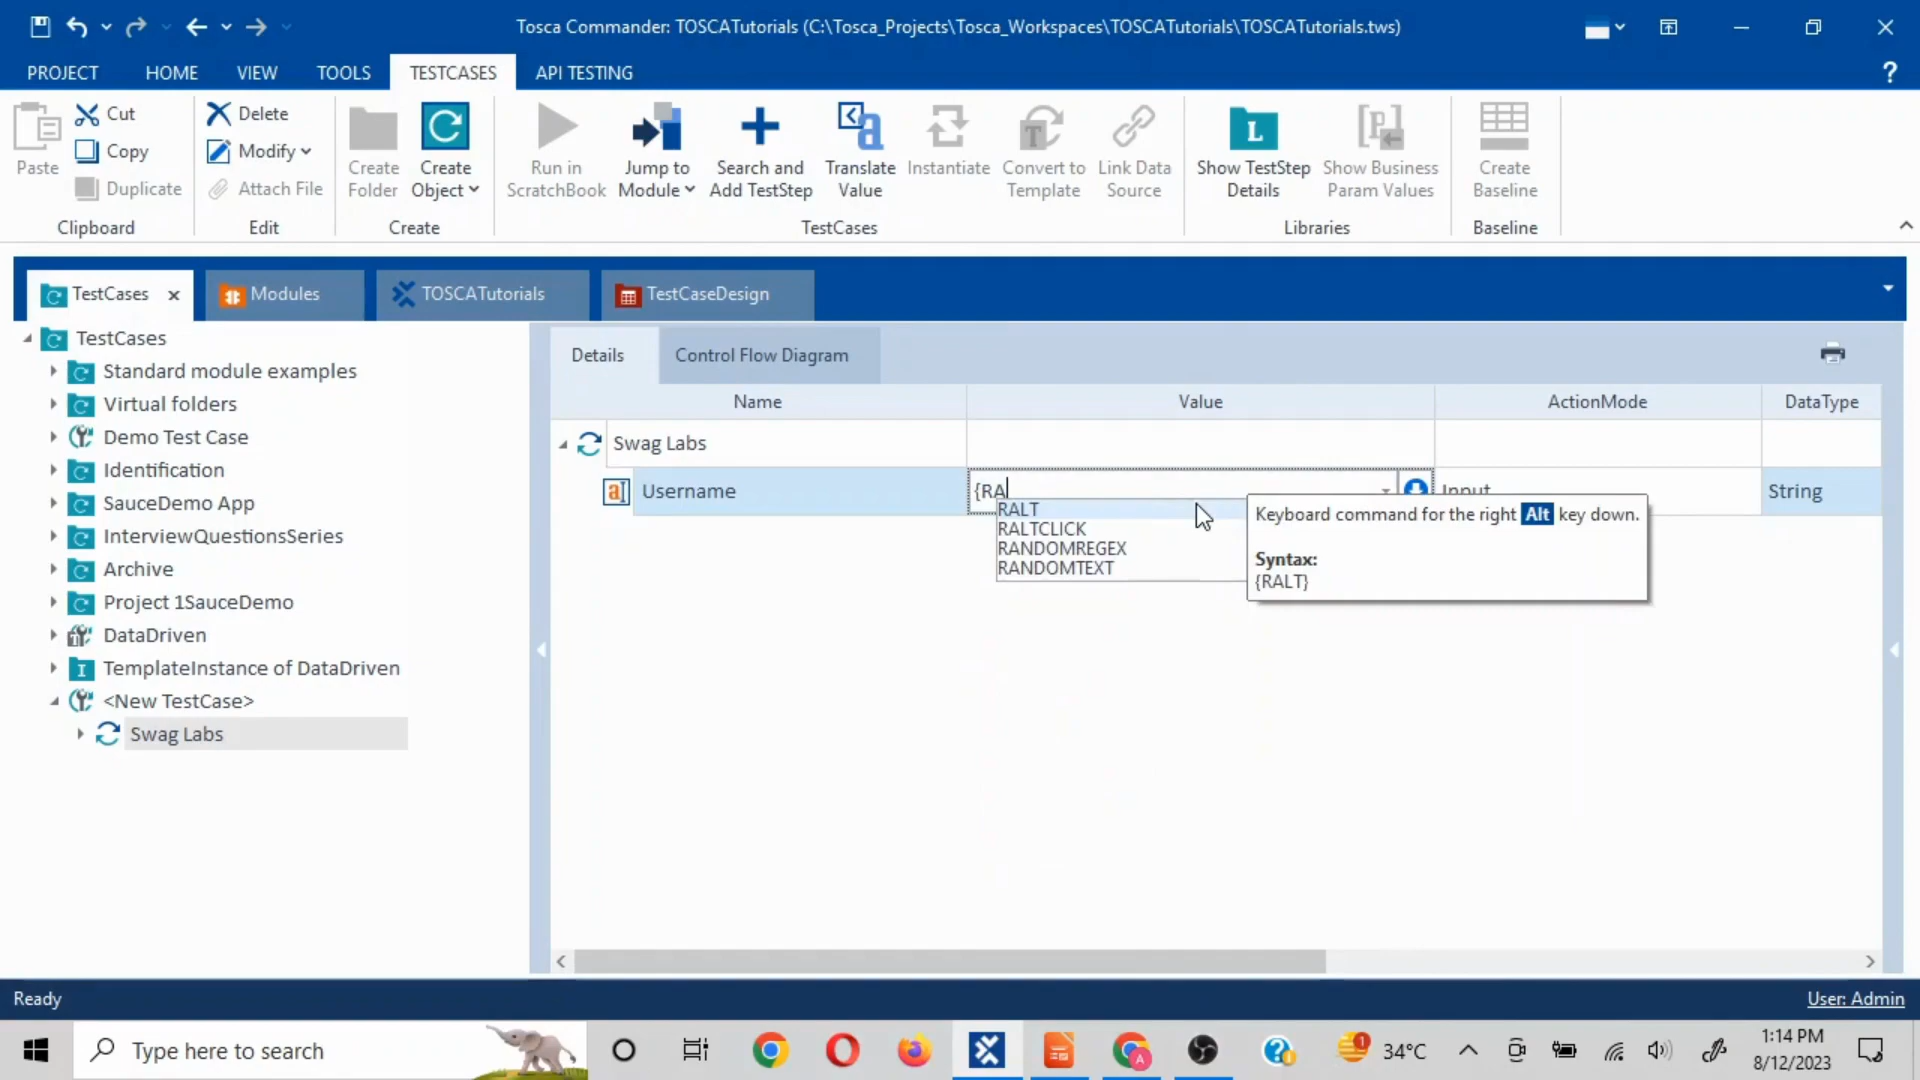 Tosca Commander: TOSCATutorials (C:\Tosca_Projects\Tosca_Workspaces\TOSCATutorials\TOSCATutorials.tws)
PROJECT HOME VIEW TOOLS TESTCASES API TESTING ?
Paste Cut Copy Duplicate
Clipboard
Delete Modify Attach File
Edit
Create Folder Create Object
Create
Run in ScratchBook Jump to Module Search and Add TestStep Translate Value Instantiate Convert to Template Link Data Source
TestCases
Show TestStep Details Show Business Param Values
Libraries
Create Baseline
Baseline
TestCases x Modules TOSCATutorials TestCaseDesign
TestCases
Standard module examples
Virtual folders
Demo Test Case
Identification
SauceDemo App
InterviewQuestionsSeries
Archive
Project 1SauceDemo
DataDriven
TemplateInstance of DataDriven
<New TestCase>
Swag Labs
Details Control Flow Diagram
Name Value ActionMode DataType
Swag Labs
Username {RA Input String
RALT
RALTCLICK
RANDOMREGEX
RANDOMTEXT
Keyboard command for the right Alt key down.
Syntax:
{RALT}
Ready User: Admin
Type here to search 34°C 1:14 PM
8/12/2023